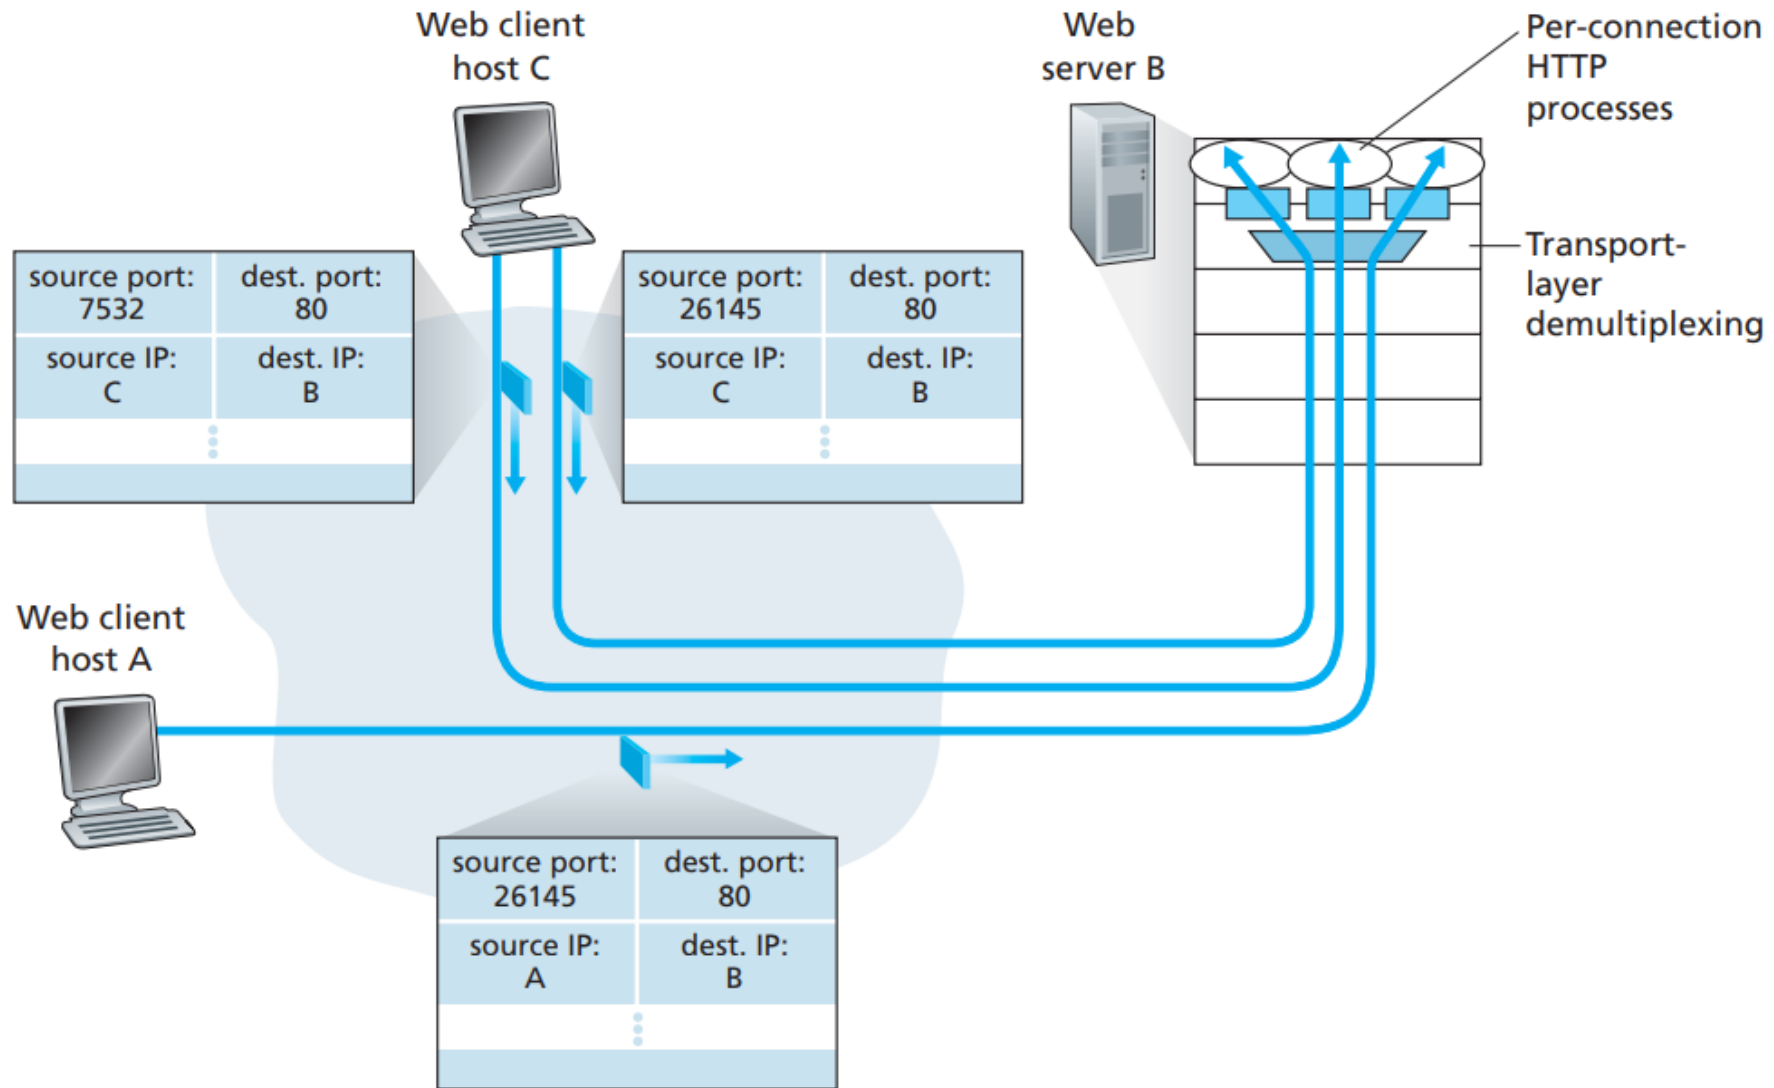 Web client
host C
Web
server B
Per-connection
HTTP
processes
Transport-
layer
demultiplexing
source port:
7532
dest. port:
80
source IP:
C
dest. IP:
B
source port:
26145
dest. port:
80
source IP:
C
dest. IP:
B
Web client
host A
source port:
26145
dest. port:
80
source IP:
A
dest. IP:
B